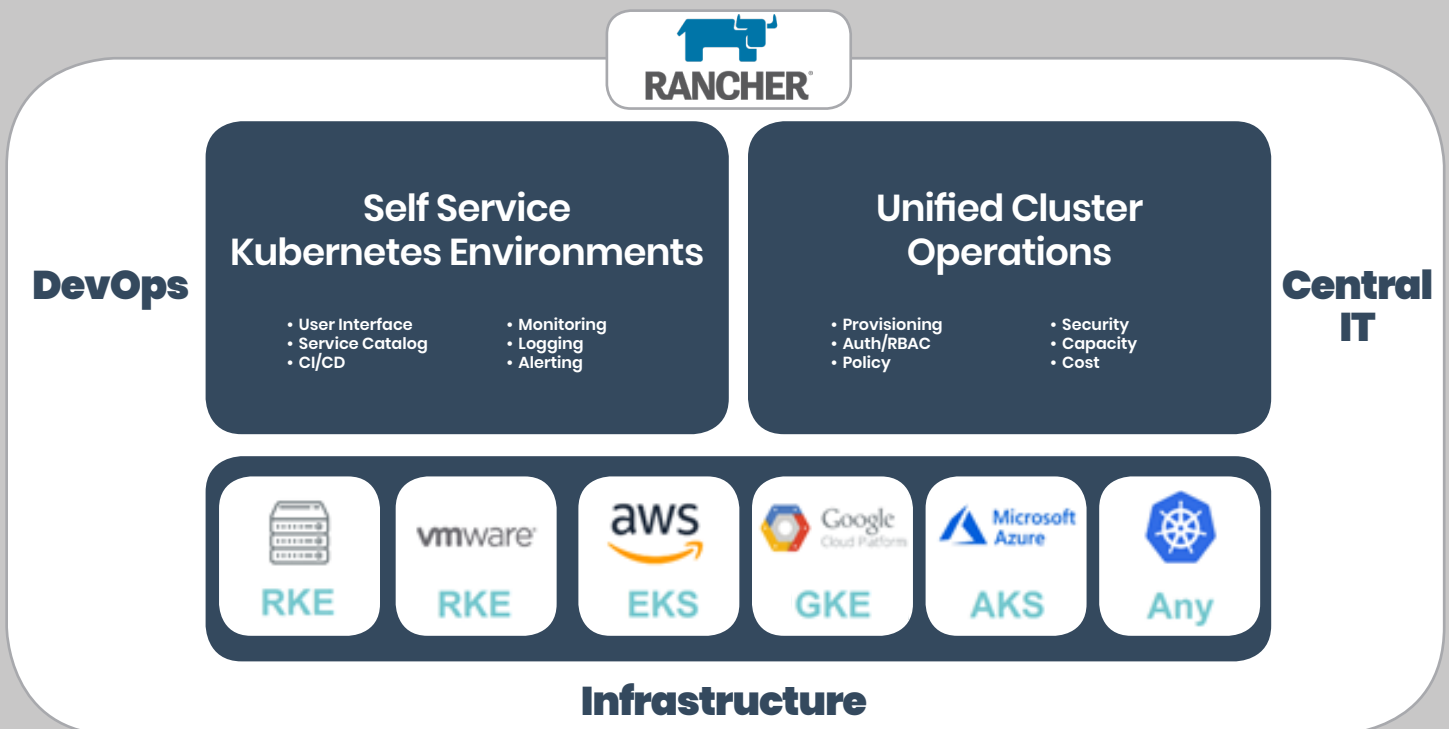 RANCHER®
DevOps
Self Service
Kubernetes Environments
• User Interface
• Service Catalog
• CI/CD
• Monitoring
• Logging
• Alerting
Unified Cluster
Operations
• Provisioning
• Auth/RBAC
• Policy
• Security
• Capacity
• Cost
Central
IT
RKE
vmware®
RKE
aws
EKS
Google
Cloud Platform
GKE
Microsoft
Azure
AKS
Any
Infrastructure